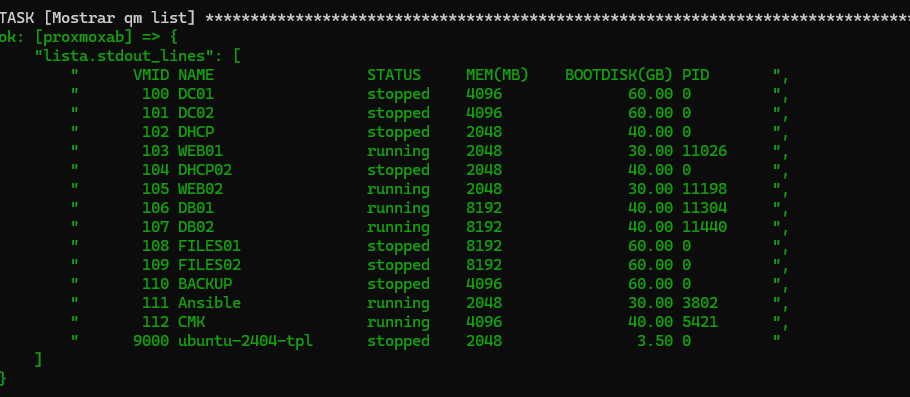 TASK [Mostrar qm list] ******************************************************************************
ok: [proxmoxab] => {
    "lista.stdout_lines": [
        "      VMID NAME                 STATUS     MEM(MB)    BOOTDISK(GB) PID       ",
        "       100 DC01                 stopped    4096              60.00 0         ",
        "       101 DC02                 stopped    4096              60.00 0         ",
        "       102 DHCP                 stopped    2048              40.00 0         ",
        "       103 WEB01                running    2048              30.00 11026     ",
        "       104 DHCP02               stopped    2048              40.00 0         ",
        "       105 WEB02                running    2048              30.00 11198     ",
        "       106 DB01                 running    8192              40.00 11304     ",
        "       107 DB02                 running    8192              40.00 11440     ",
        "       108 FILES01              stopped    8192              60.00 0         ",
        "       109 FILES02              stopped    8192              60.00 0         ",
        "       110 BACKUP               stopped    4096              60.00 0         ",
        "       111 Ansible              running    2048              30.00 3802      ",
        "       112 CMK                  running    4096              40.00 5421      ",
        "      9000 ubuntu-2404-tpl      stopped    2048               3.50 0         "
    ]
}